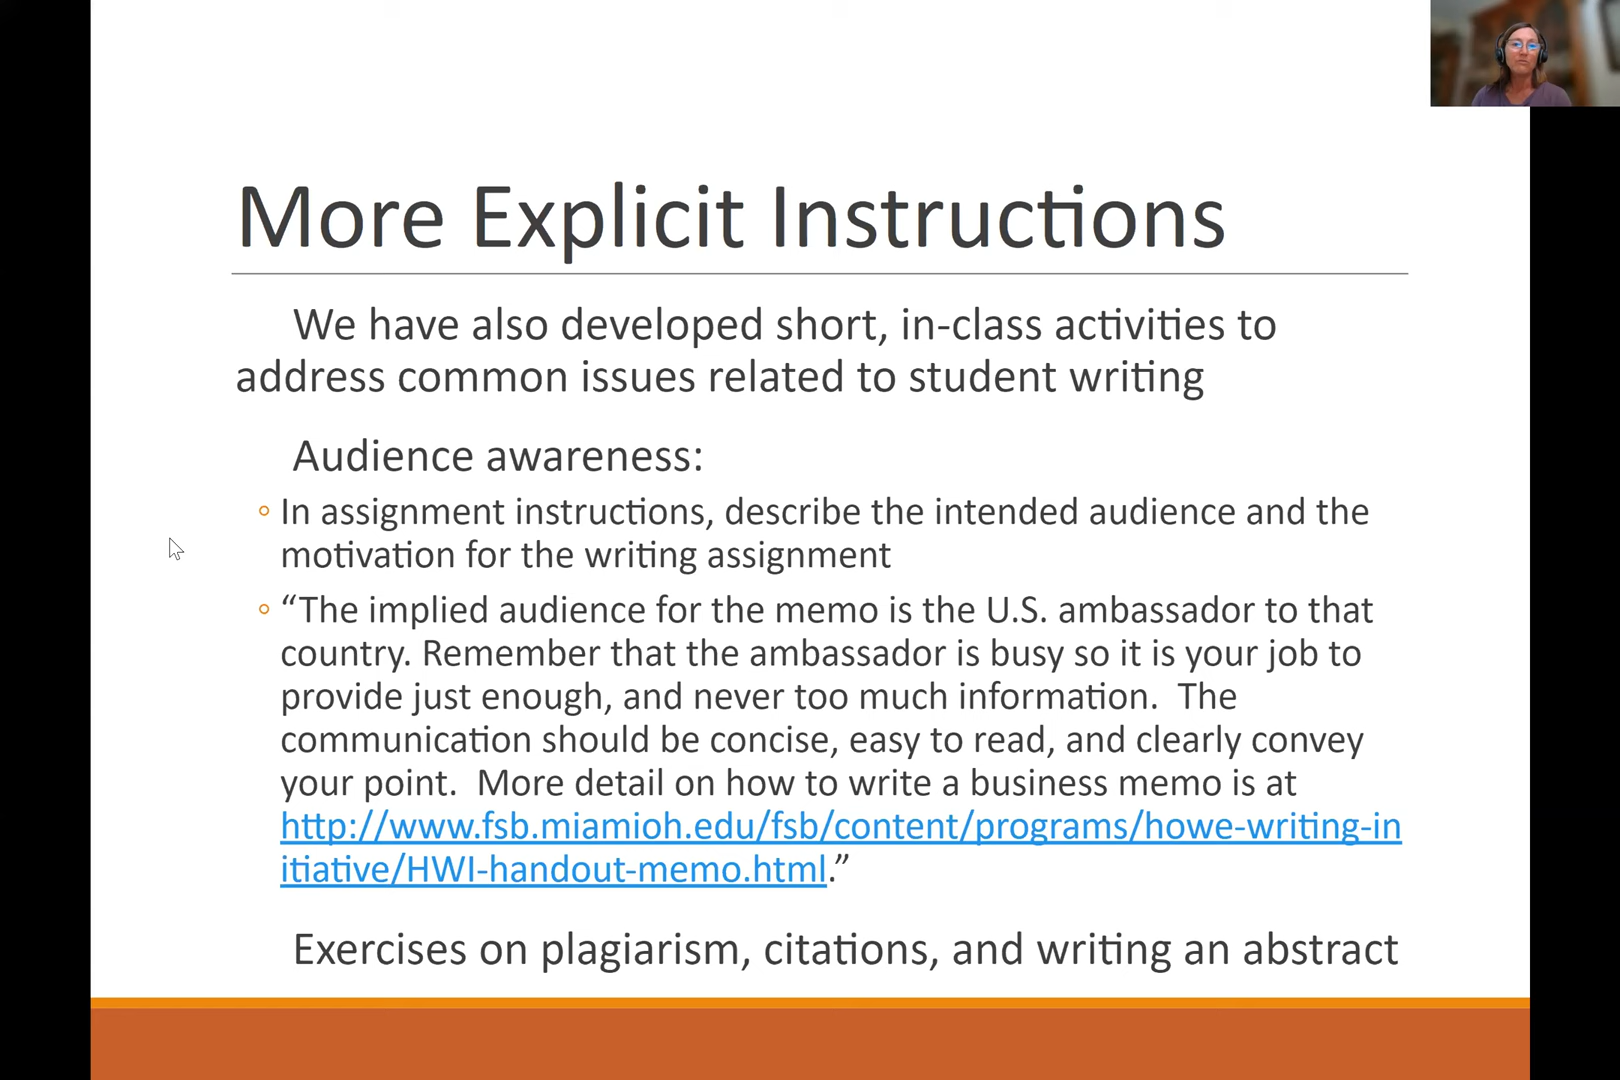 More Explicit Instructions
We have also developed short, in-class activities to
address common issues related to student writing
Audience awareness:
◦ In assignment instructions, describe the intended audience and the
motivation for the writing assignment
◦ “The implied audience for the memo is the U.S. ambassador to that
country. Remember that the ambassador is busy so it is your job to
provide just enough, and never too much information.  The
communication should be concise, easy to read, and clearly convey
your point.  More detail on how to write a business memo is at
http://www.fsb.miamioh.edu/fsb/content/programs/howe-writing-in
itiative/HWI-handout-memo.html.”
Exercises on plagiarism, citations, and writing an abstract